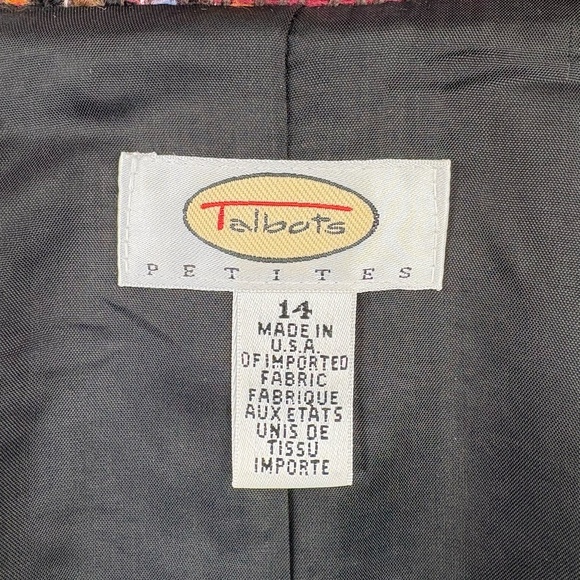 Talbots
PETITES
14
MADE IN
U.S.A.
OF IMPORTED
FABRIC
FABRIQUE
AUX ETATS
UNIS DE
TISSU
IMPORTE